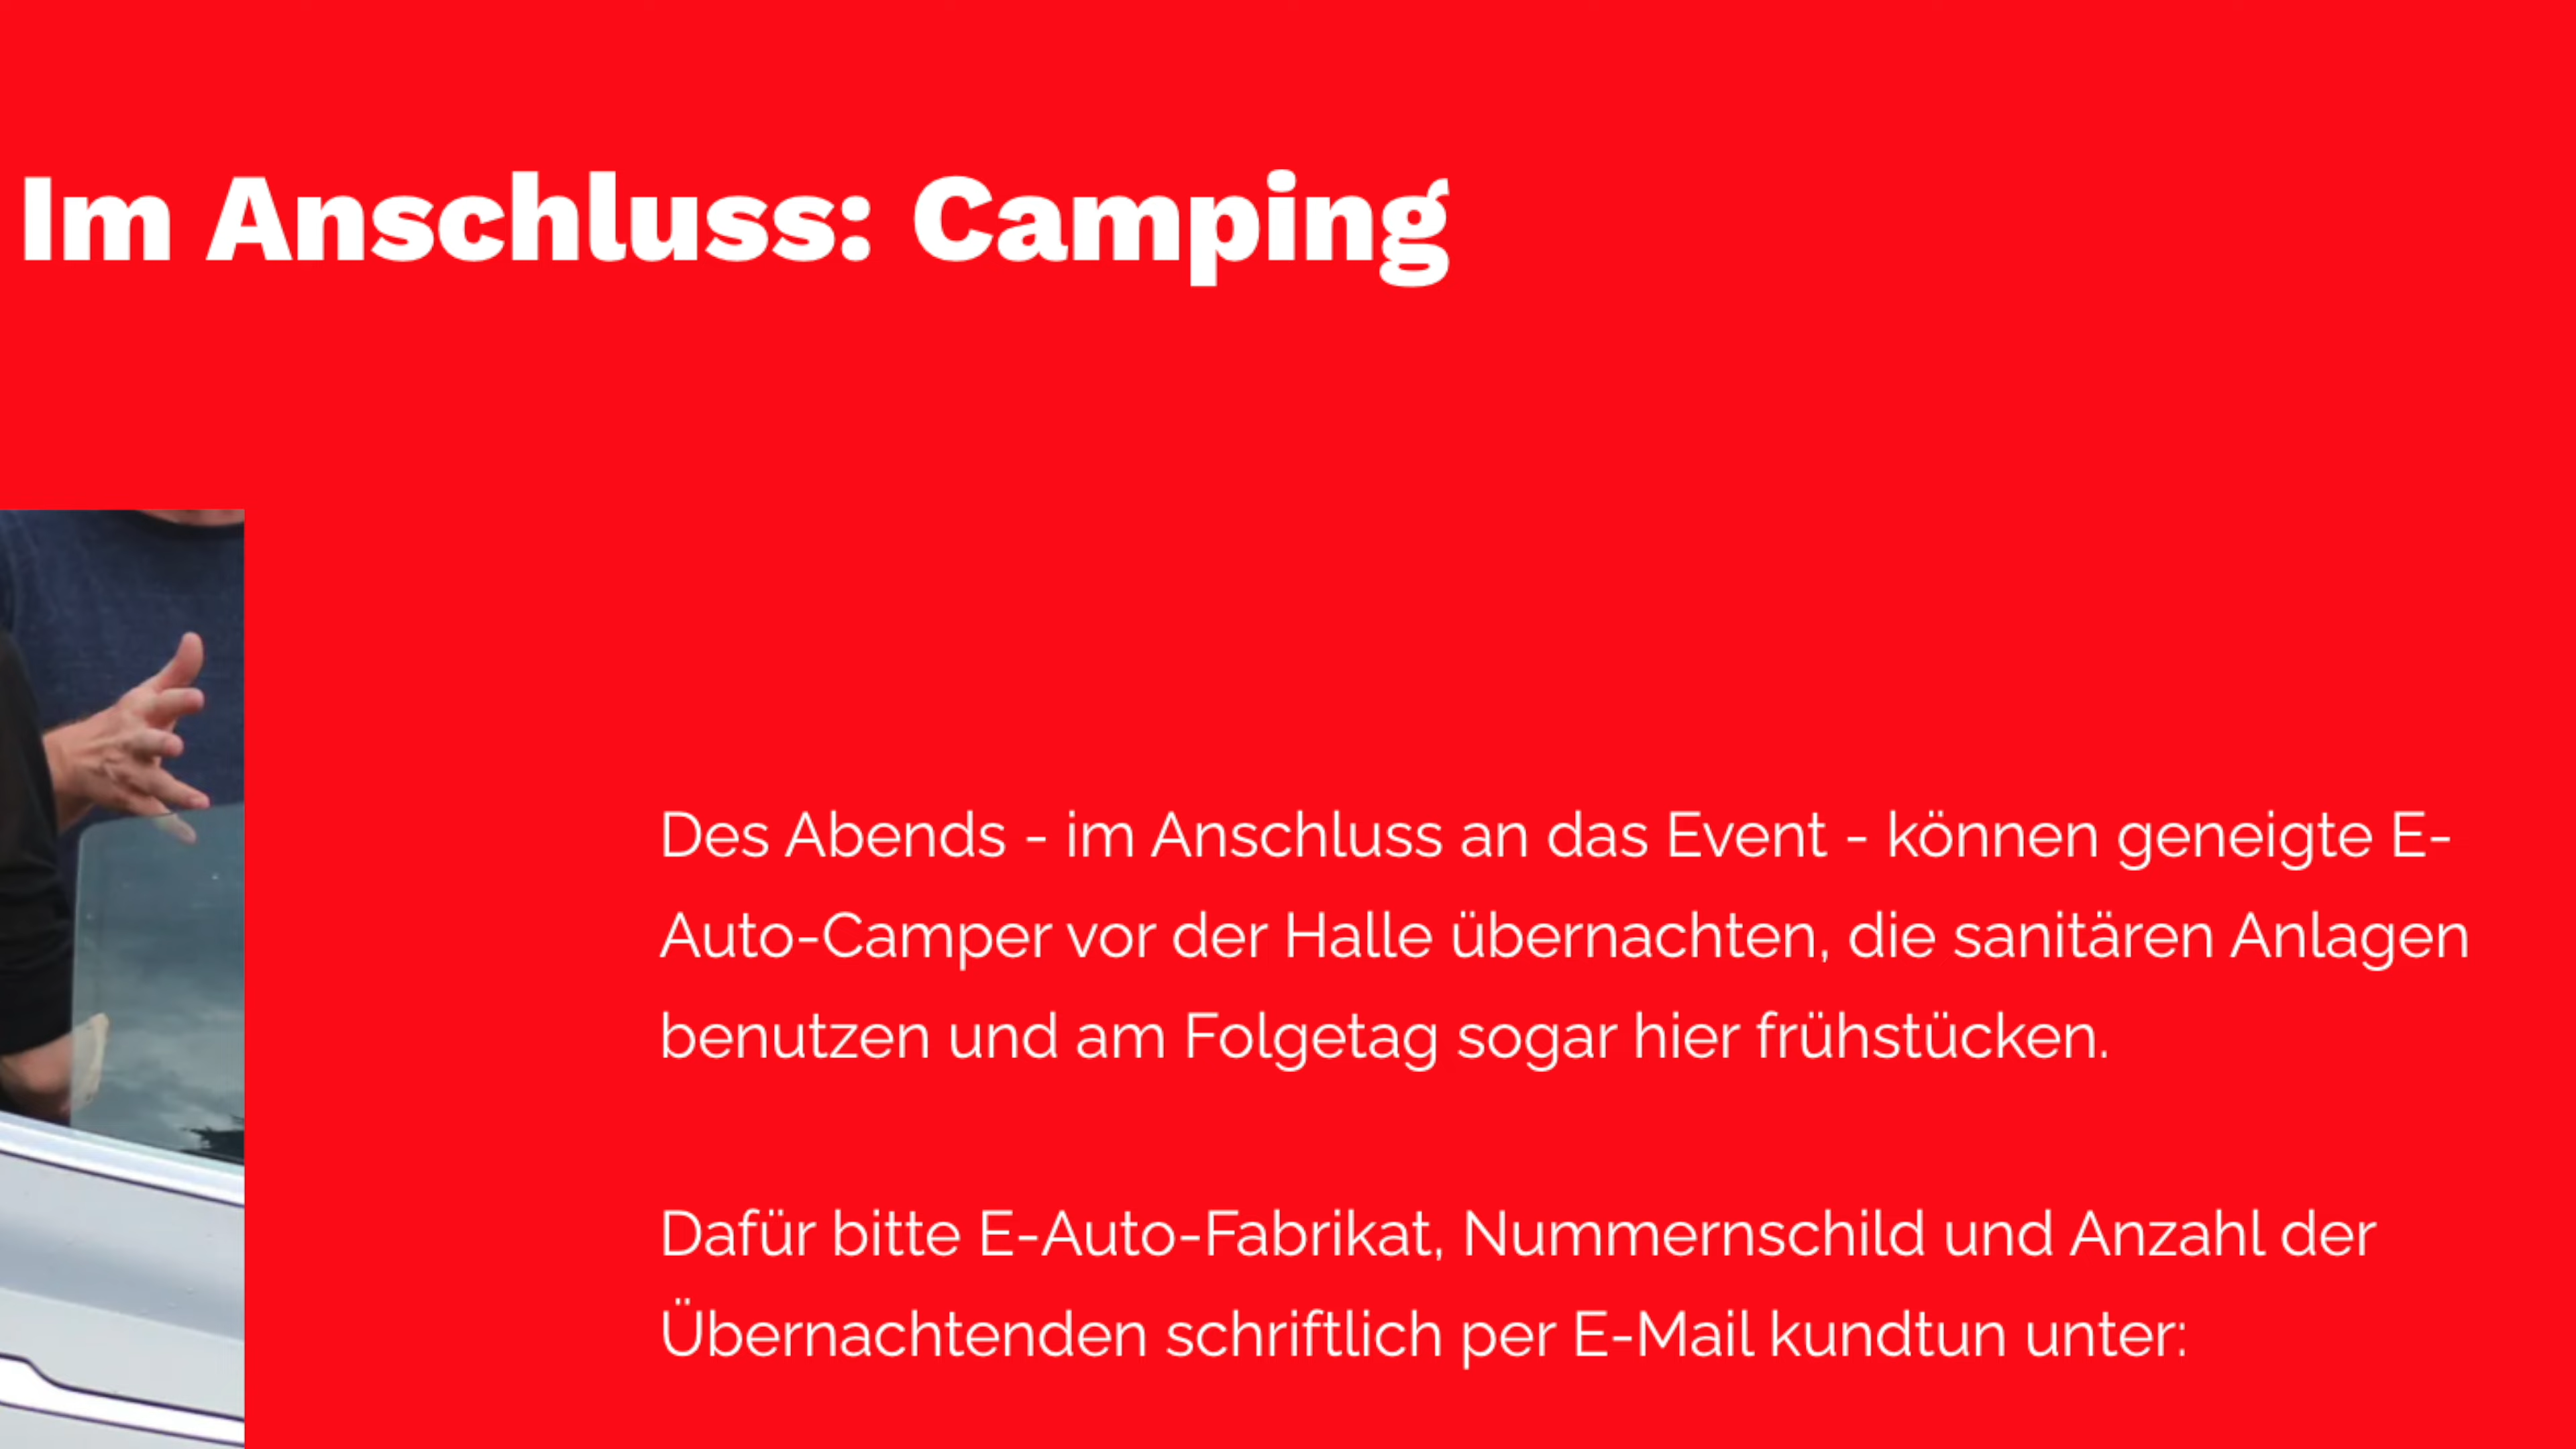 Im Anschluss: Camping
Des Abends - im Anschluss an das Event - können geneigte E-
Auto-Camper vor der Halle übernachten, die sanitären Anlagen
benutzen und am Folgetag sogar hier frühstücken.
Dafür bitte E-Auto-Fabrikat, Nummernschild und Anzahl der
Übernachtenden schriftlich per E-Mail kundtun unter: